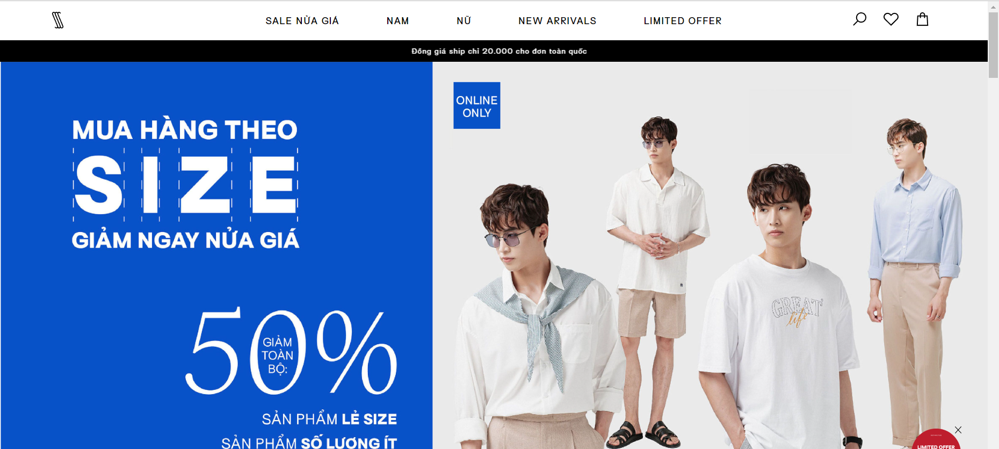 SALE NỬA GIÁ NAM NỮ NEW ARRIVALS LIMITED OFFER
Đồng giá ship chỉ 20.000 cho đơn toàn quốc
MUA HÀNG THEO
SIZE
GIẢM NGAY NỬA GIÁ
50%
GIẢM
TOÀN
BỘ:
SẢN PHẨM LẺ SIZE
SẢN PHẨM SỐ LƯỢNG ÍT
ONLINE
ONLY
GREAT
life
LIMITED OFFER